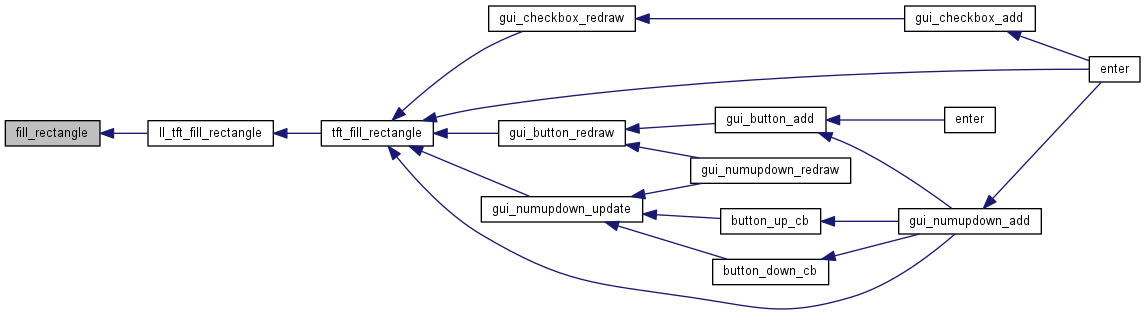 gui_checkbox_redraw
gui_checkbox_add
enter
fill_rectangle
ll_tft_fill_rectangle
tft_fill_rectangle
gui_button_redraw
gui_button_add
enter
gui_numupdown_redraw
gui_numupdown_update
button_up_cb
gui_numupdown_add
button_down_cb